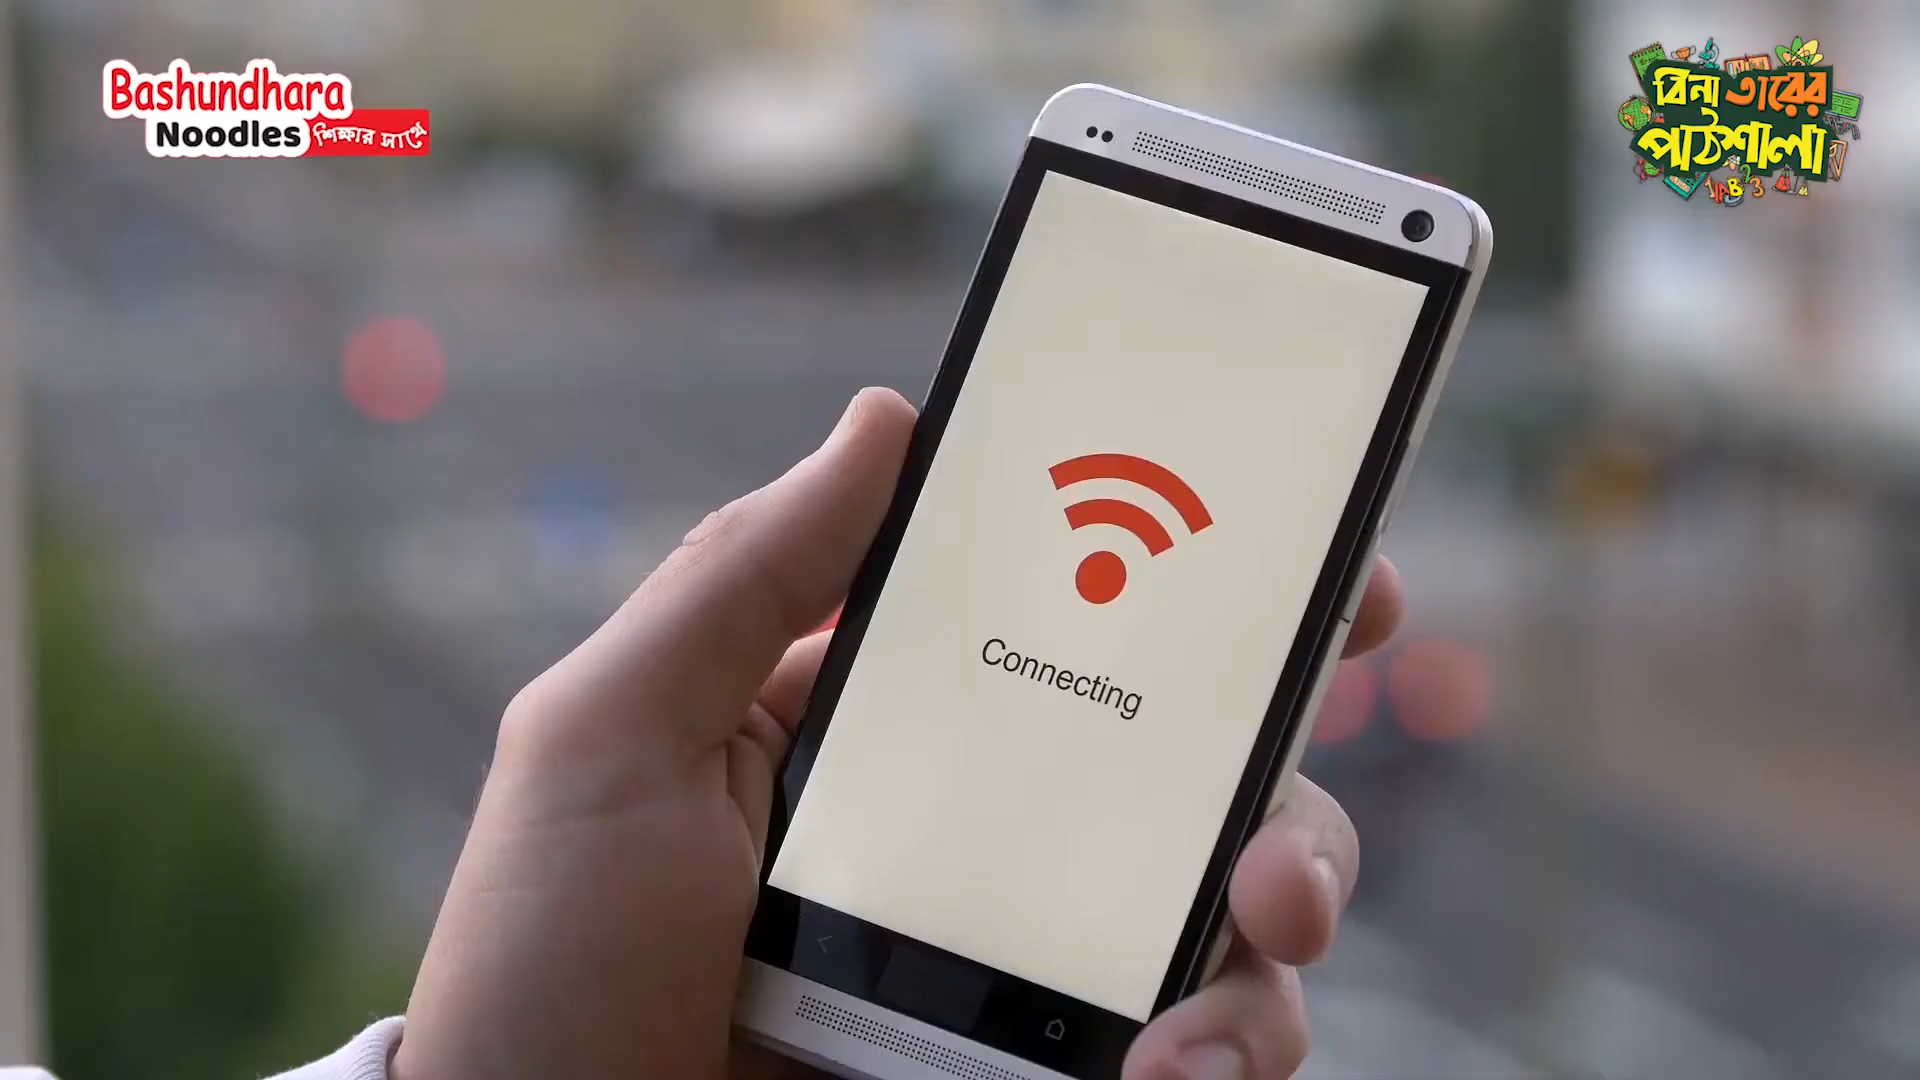 Bashundhara
Noodles শিক্ষার সাথে
বিনা তারের
পাঠশালা
Connecting